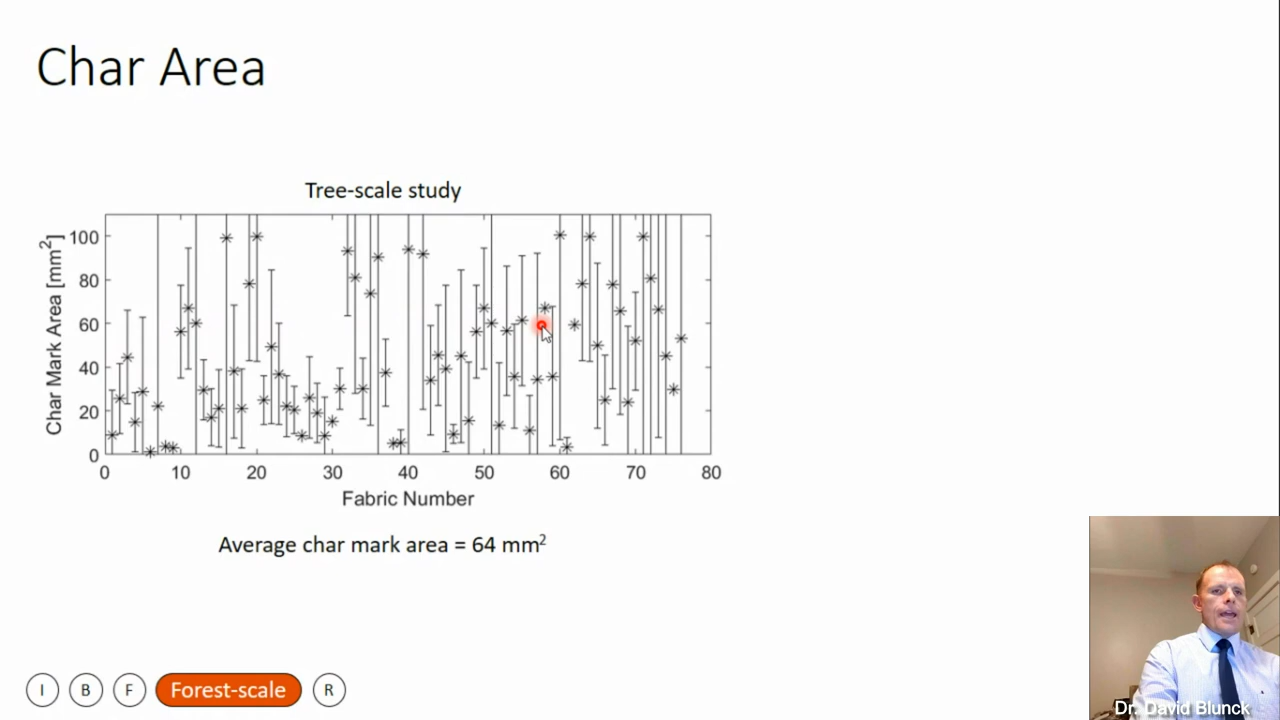 Char Area
Tree-scale study
Char Mark Area [mm2]
100
80
60
40
20
0
0 10 20 30 40 50 60 70 80
Fabric Number
Average char mark area = 64 mm2
I B F Forest-scale R
Dr. David Blunck